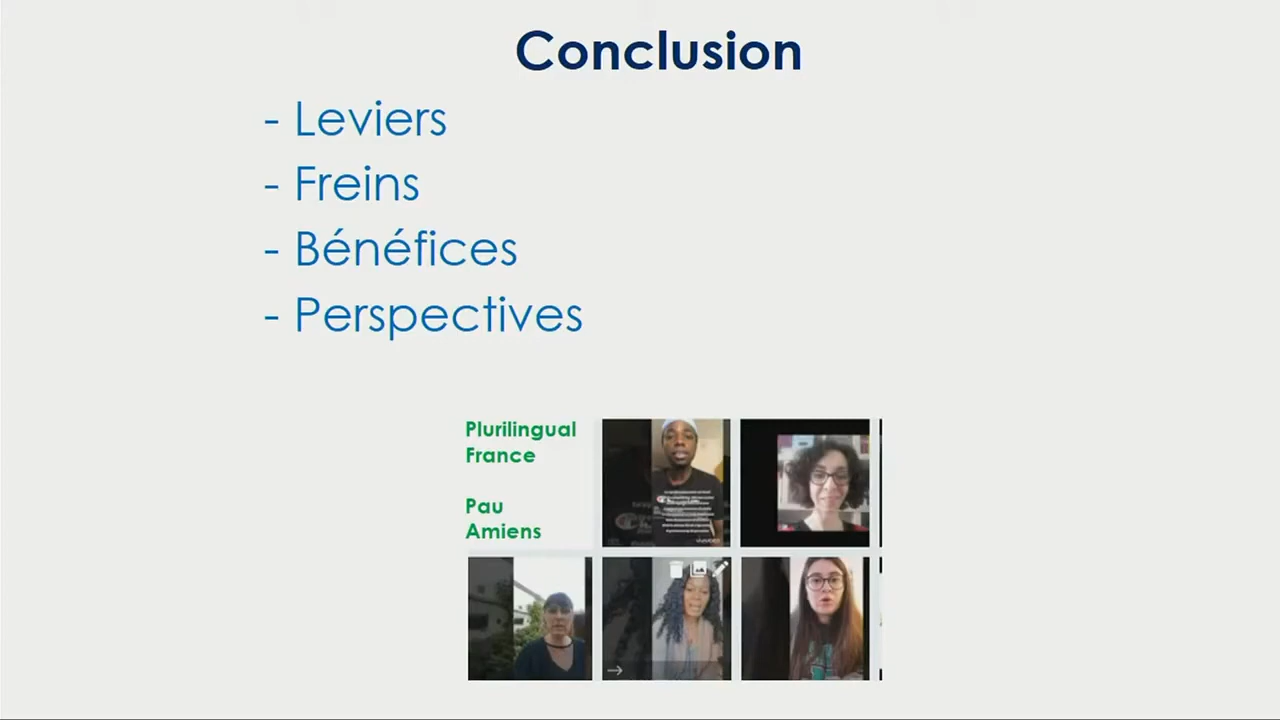 Conclusion
- Leviers
- Freins
- Bénéfices
- Perspectives
Plurilingual
France
Pau
Amiens